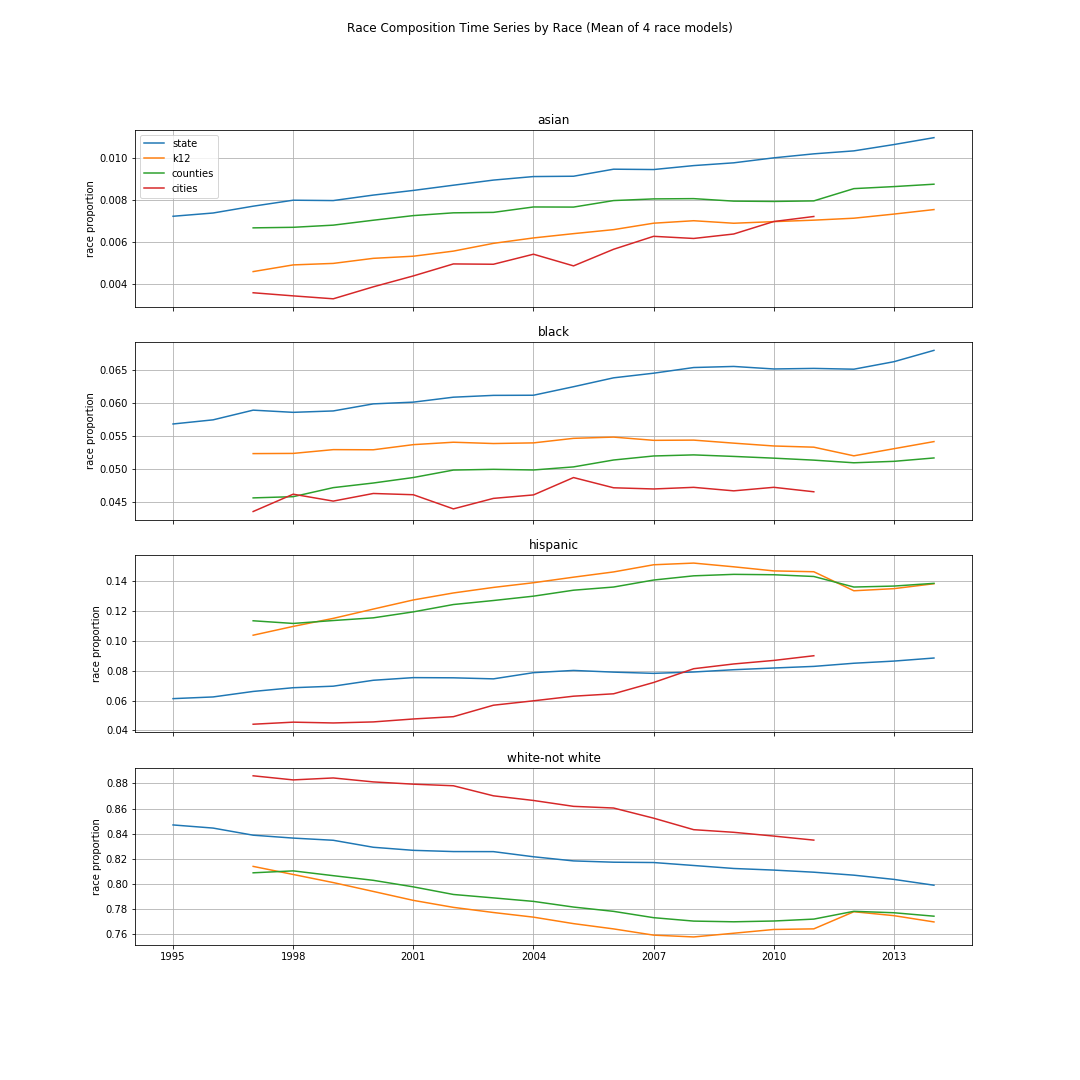 Race Composition Time Series by Race (Mean of 4 race models)
asian
state
k12
counties
cities
0.010
0.008
0.006
0.004
race proportion
black
0.065
0.060
0.055
0.050
0.045
race proportion
hispanic
0.14
0.12
0.10
0.08
0.06
0.04
race proportion
white-not white
0.88
0.86
0.84
0.82
0.80
0.78
0.76
race proportion
1995 1998 2001 2004 2007 2010 2013